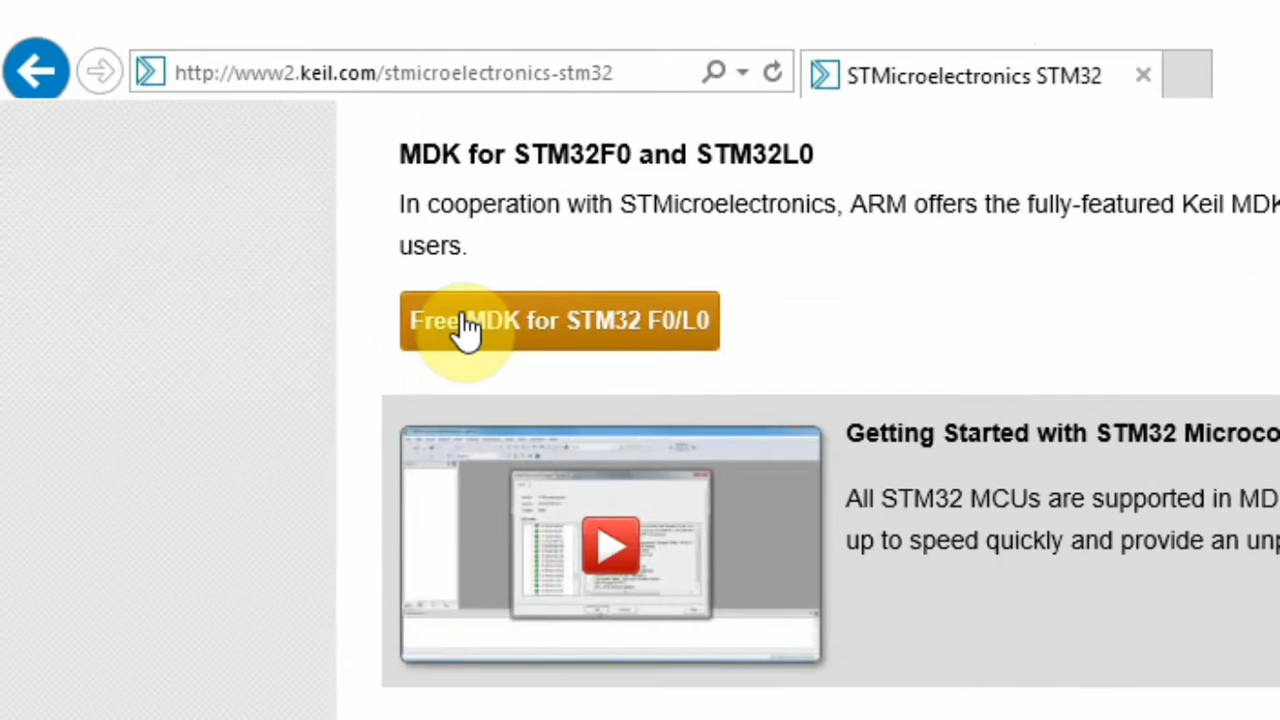 http://www2.keil.com/stmicroelectronics-stm32
STMicroelectronics STM32
MDK for STM32F0 and STM32L0
In cooperation with STMicroelectronics, ARM offers the fully-featured Keil MDK
users.
Free MDK for STM32 F0/L0
Getting Started with STM32 Microco
All STM32 MCUs are supported in MD
up to speed quickly and provide an unp